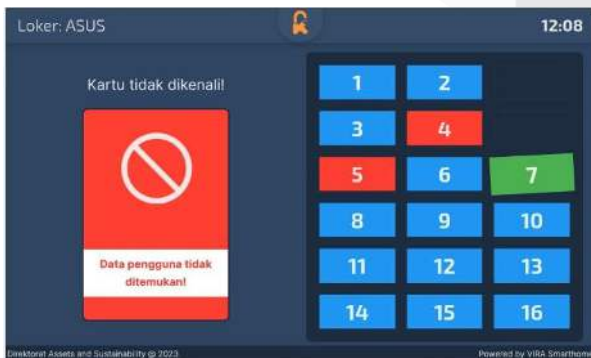 Loker: ASUS
12:08
Kartu tidak dikenali!
Data pengguna tidak
ditemukan!
1 2
3 4
5 6 7
8 9 10
11 12 13
14 15 16
Direktorat Assets and Sustainability @ 2023
Powered by VIRA Smarthome